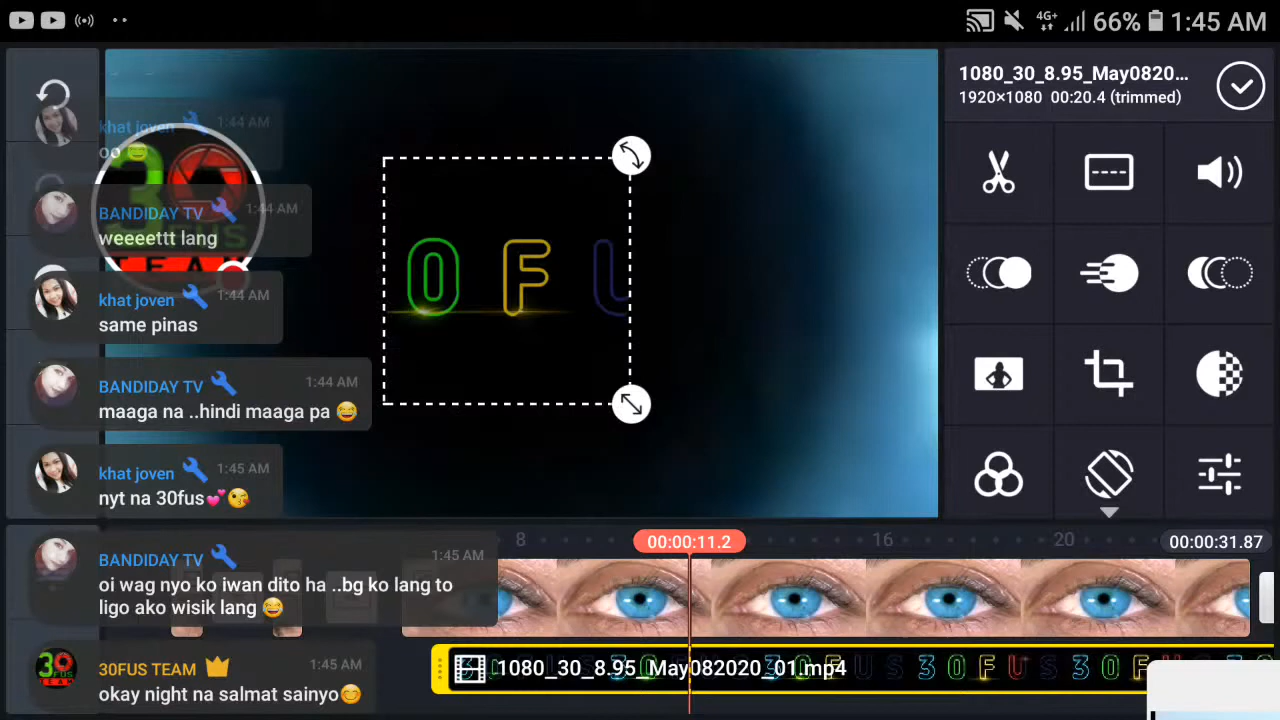 4G+ 66% 1:45 AM
1080_30_8.95_May0820...
1920×1080 00:20.4 (trimmed)
khat joven 1:44 AM
oo 😄
30
FUS
TEAM
BANDIDAY TV 1:44 AM
weeeettt lang
khat joven 1:44 AM
same pinas
BANDIDAY TV 1:44 AM
maaga na ..hindi maaga pa 😂
khat joven 1:45 AM
nyt na 30fus💕😘
BANDIDAY TV 1:45 AM
oi wag nyo ko iwan dito ha ..bg ko lang to
ligo ako wisik lang 😂
30FUS TEAM 1:45 AM
okay night na salmat sainyo😊
0 F U
8 00:00:11.2 16 20 00:00:31.87
1080_30_8.95_May082020_01.mp4